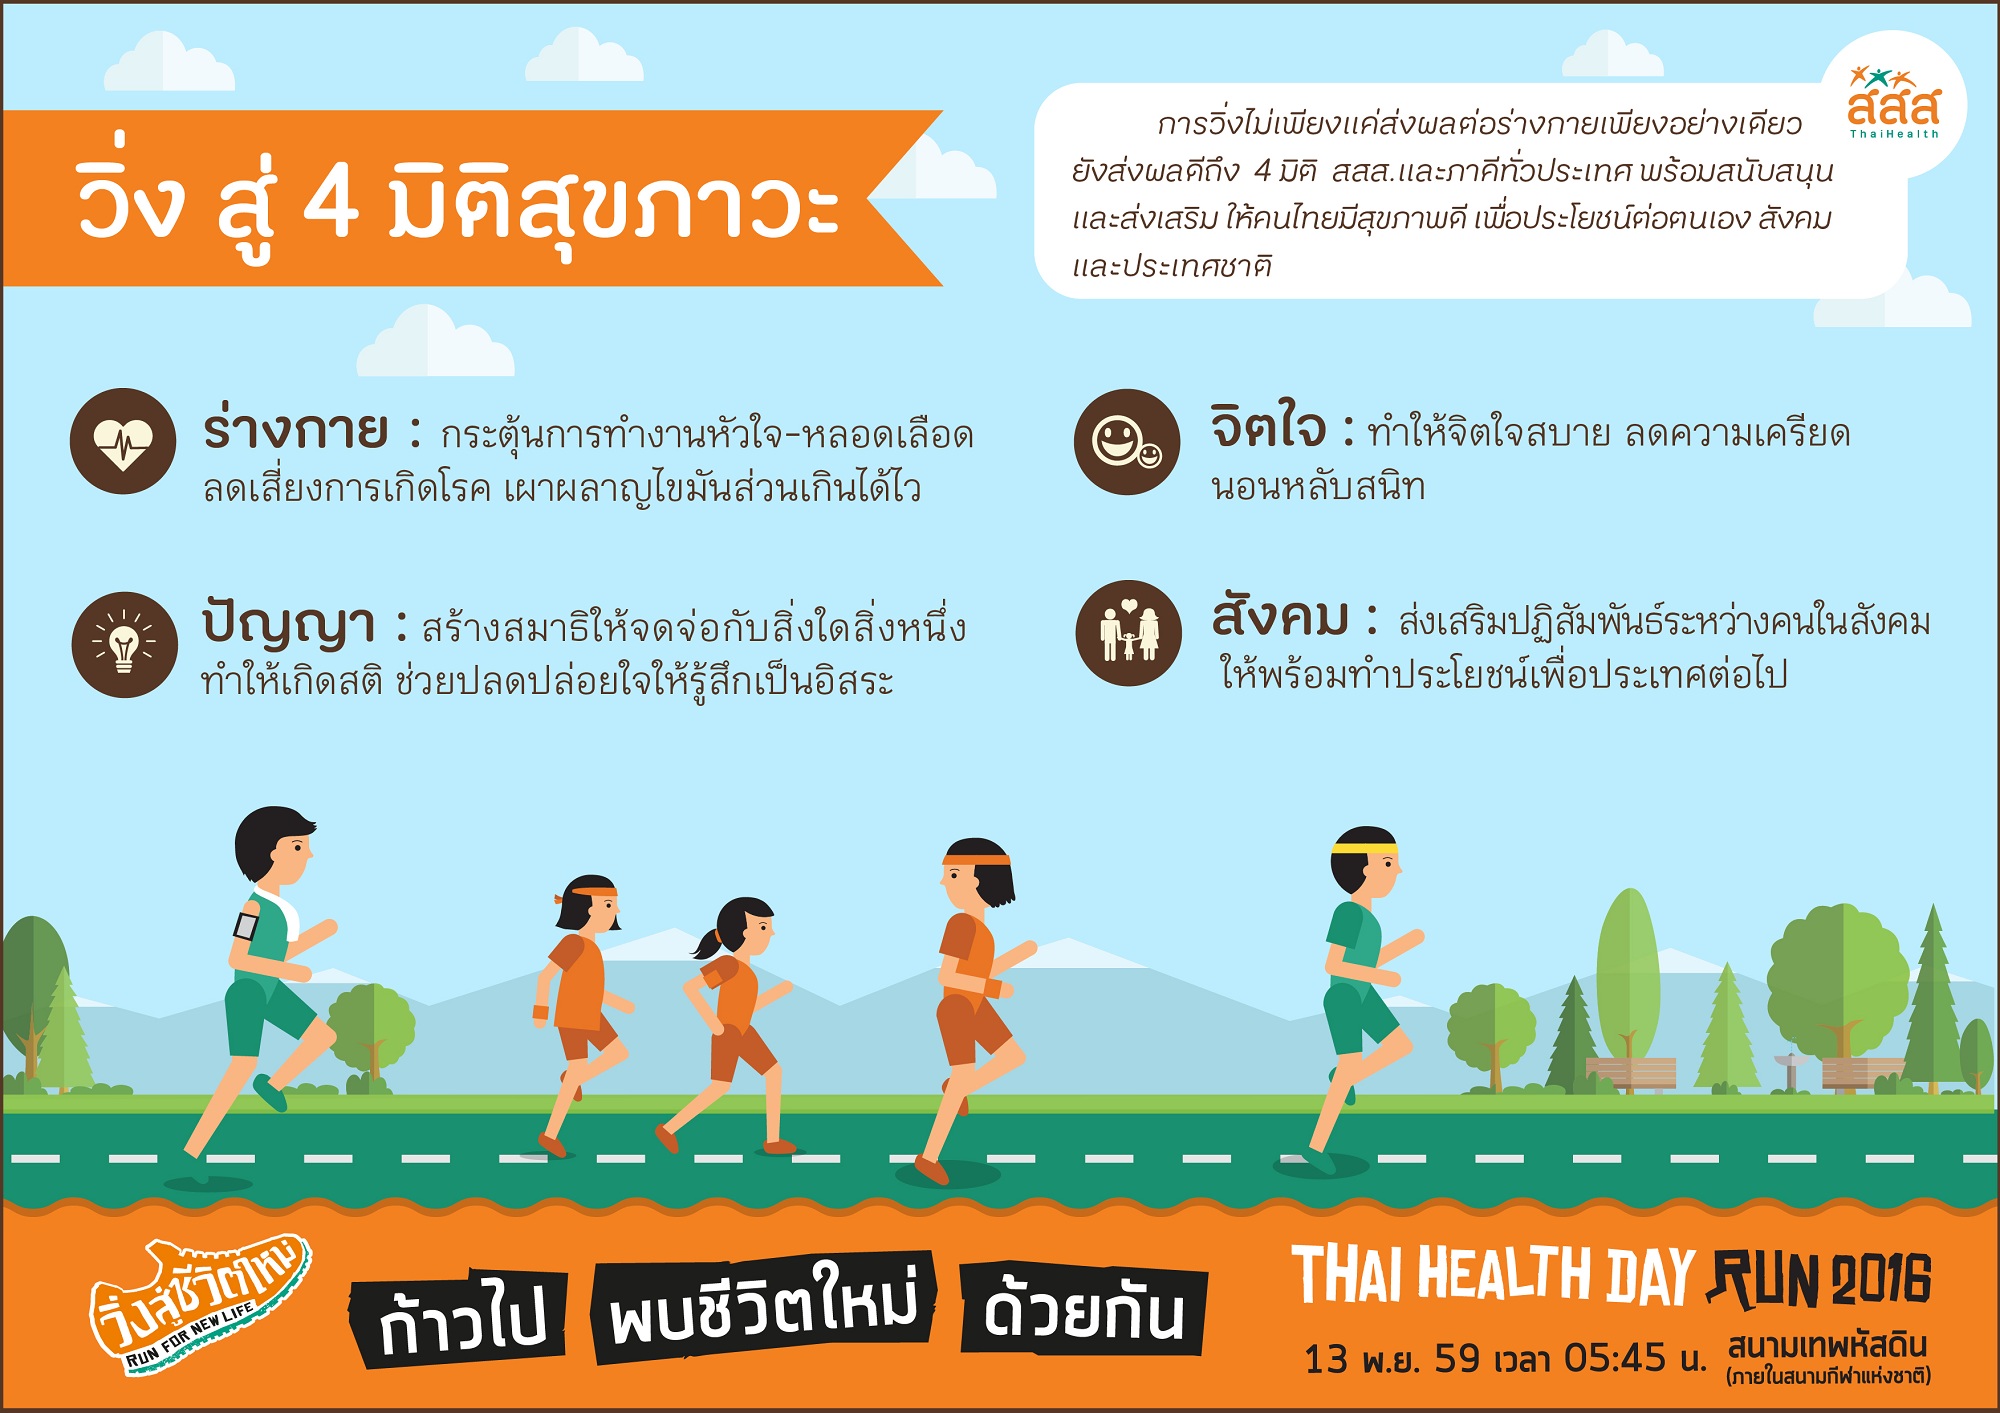 วิ่ง สู่ 4 มิติสุขภาวะ
สสส
ThaiHealth
การวิ่งไม่เพียงแค่ส่งผลต่อร่างกายเพียงอย่างเดียว
ยังส่งผลดีถึง 4 มิติ สสส.และภาคีทั่วประเทศ พร้อมสนับสนุน
และส่งเสริม ให้คนไทยมีสุขภาพดี เพื่อประโยชน์ต่อตนเอง สังคม
และประเทศชาติ
ร่างกาย : กระตุ้นการทำงานหัวใจ-หลอดเลือด
ลดเสี่ยงการเกิดโรค เผาผลาญไขมันส่วนเกินได้ไว
จิตใจ : ทำให้จิตใจสบาย ลดความเครียด
นอนหลับสนิท
ปัญญา : สร้างสมาธิให้จดจ่อกับสิ่งใดสิ่งหนึ่ง
ทำให้เกิดสติ ช่วยปลดปล่อยใจให้รู้สึกเป็นอิสระ
สังคม : ส่งเสริมปฏิสัมพันธ์ระหว่างคนในสังคม
ให้พร้อมทำประโยชน์เพื่อประเทศต่อไป
วิ่งสู่ชีวิตใหม่
RUN FOR NEW LIFE
ก้าวไป พบชีวิตใหม่ ด้วยกัน
THAI HEALTH DAY RUN 2016
13 พ.ย. 59 เวลา 05:45 น. สนามเทพหัสดิน
(ภายในสนามกีฬาแห่งชาติ)